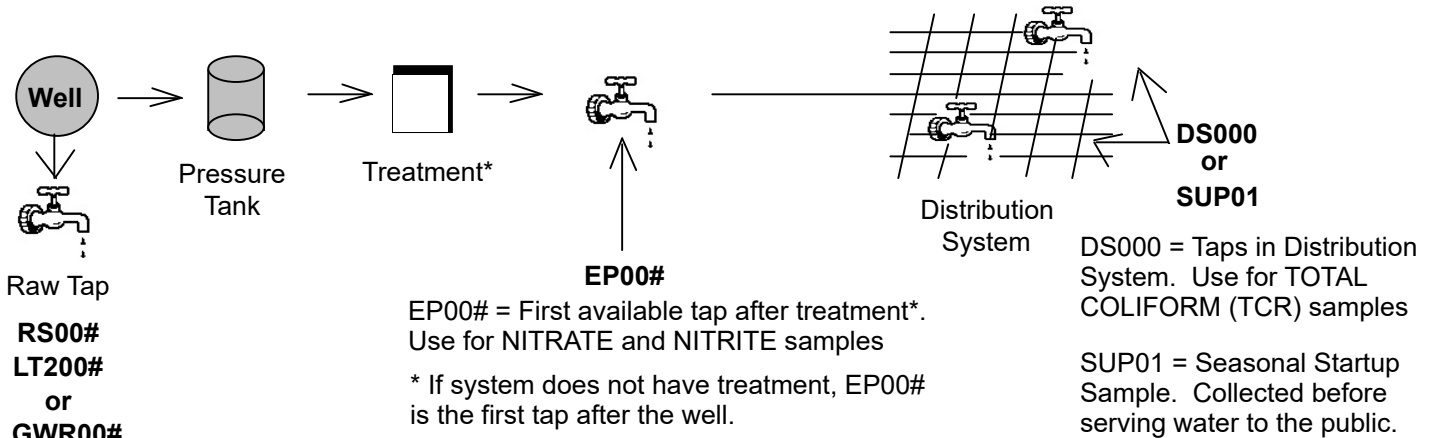 Well
Pressure
Tank
Treatment*
Raw Tap
RS00#
LT200#
or
GWR00#
EP00#
EP00# = First available tap after treatment*.
Use for NITRATE and NITRITE samples
* If system does not have treatment, EP00#
is the first tap after the well.
Distribution
System
DS000
or
SUP01
DS000 = Taps in Distribution
System. Use for TOTAL
COLIFORM (TCR) samples
SUP01 = Seasonal Startup
Sample. Collected before
serving water to the public.